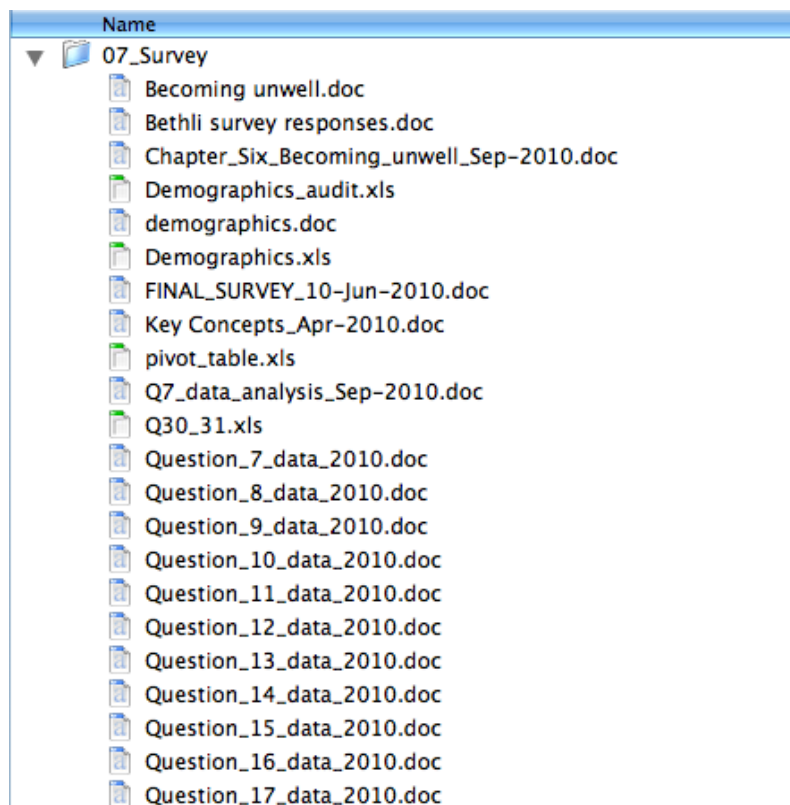 Name
07_Survey
Becoming unwell.doc
Bethli survey responses.doc
Chapter_Six_Becoming_unwell_Sep-2010.doc
Demographics_audit.xls
demographics.doc
Demographics.xls
FINAL_SURVEY_10-Jun-2010.doc
Key Concepts_Apr-2010.doc
pivot_table.xls
Q7_data_analysis_Sep-2010.doc
Q30_31.xls
Question_7_data_2010.doc
Question_8_data_2010.doc
Question_9_data_2010.doc
Question_10_data_2010.doc
Question_11_data_2010.doc
Question_12_data_2010.doc
Question_13_data_2010.doc
Question_14_data_2010.doc
Question_15_data_2010.doc
Question_16_data_2010.doc
Question_17_data_2010.doc